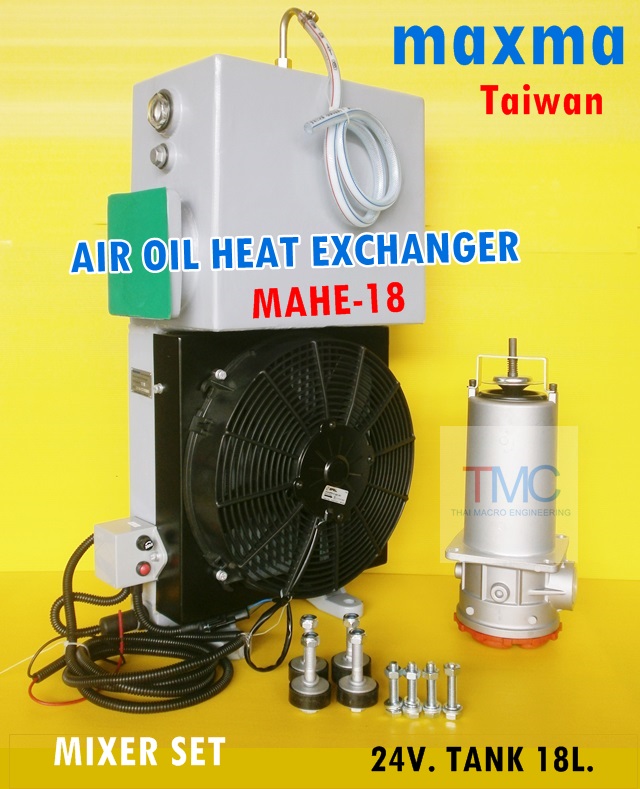 maxma
Taiwan
AIR OIL HEAT EXCHANGER
MAHE-18
TMC
THAI MACRO ENGINEERING
MIXER SET
24V. TANK 18L.